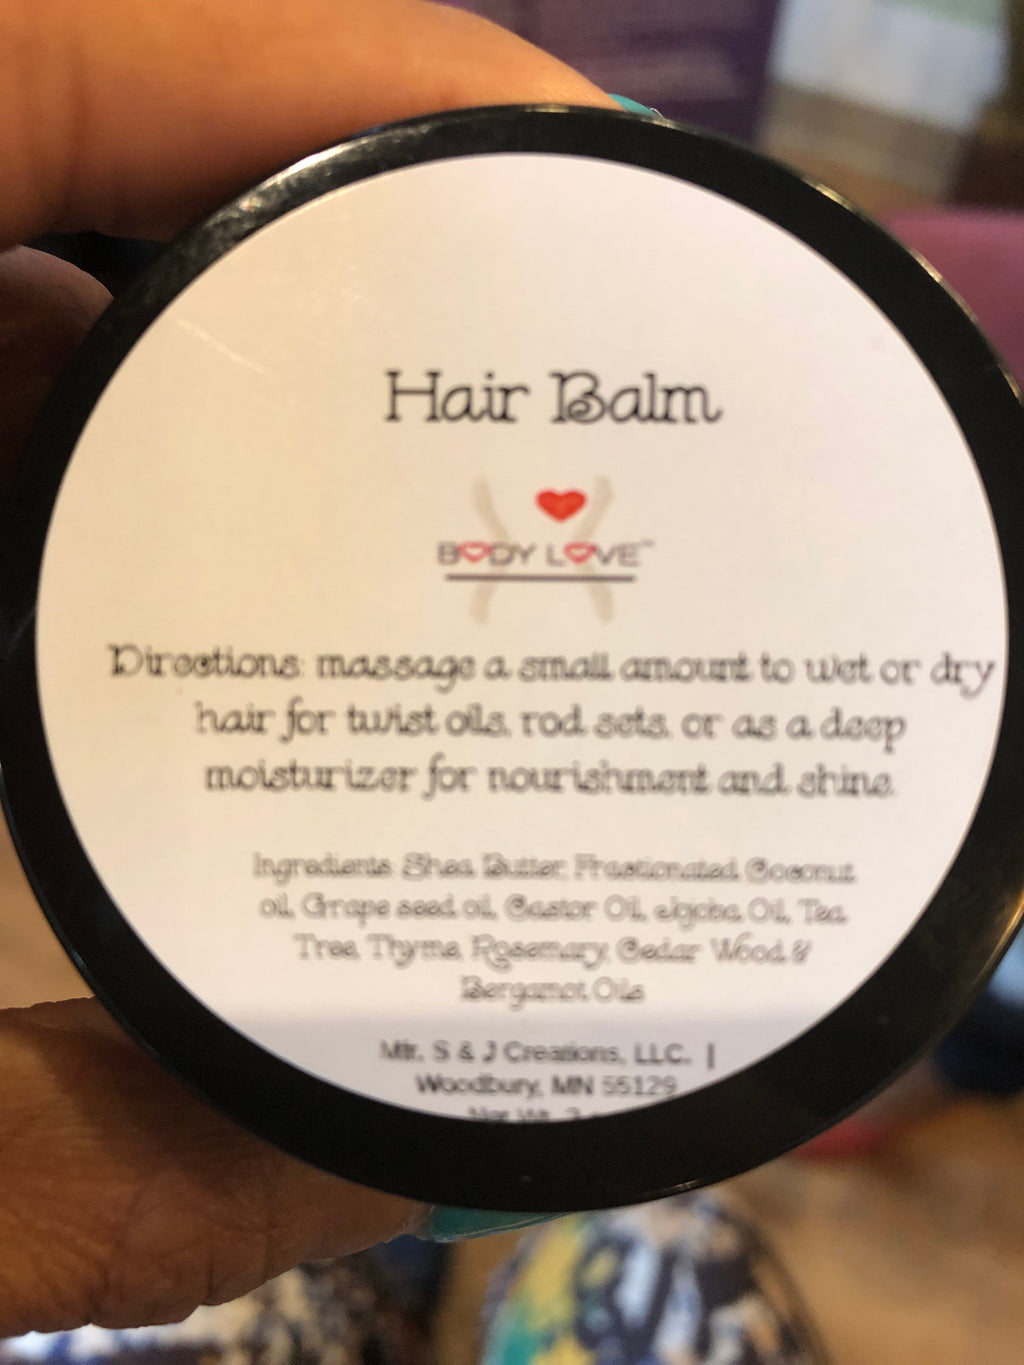 Hair Balm
BODY LOVE™
Directions: massage a small amount to wet or dry
hair for twist oils, rod sets, or as a deep
moisturizer for nourishment and shine.
Ingredients: Shea Butter, Fractionated Coconut
oil, Grape seed oil, Castor Oil, Jojoba Oil, Tea
Tree, Thyme, Rosemary, Cedar Wood &
Bergamot Oils
Mfr. S & J Creations, LLC. |
Woodbury, MN 55129
Net Wt.